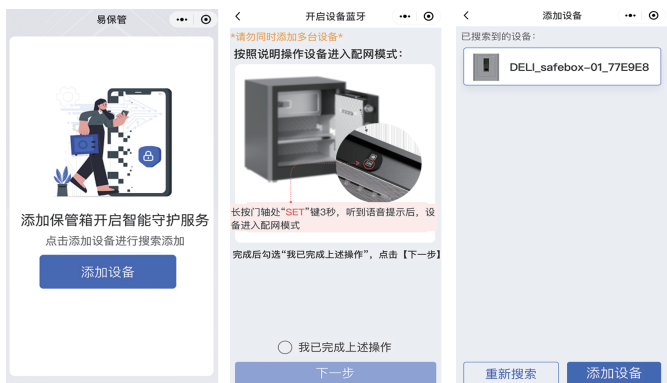 易保管
添加保管箱开启智能守护服务
点击添加设备进行搜索添加
添加设备
开启设备蓝牙
*请勿同时添加多台设备*
按照说明操作设备进入配网模式：
长按门轴处“SET”键3秒，听到语音提示后，设
备进入配网模式
完成后勾选“我已完成上述操作”，点击【下一步】
我已完成上述操作
下一步
添加设备
已搜索到的设备：
DELI_safebox-01_77E9E8
重新搜索
添加设备